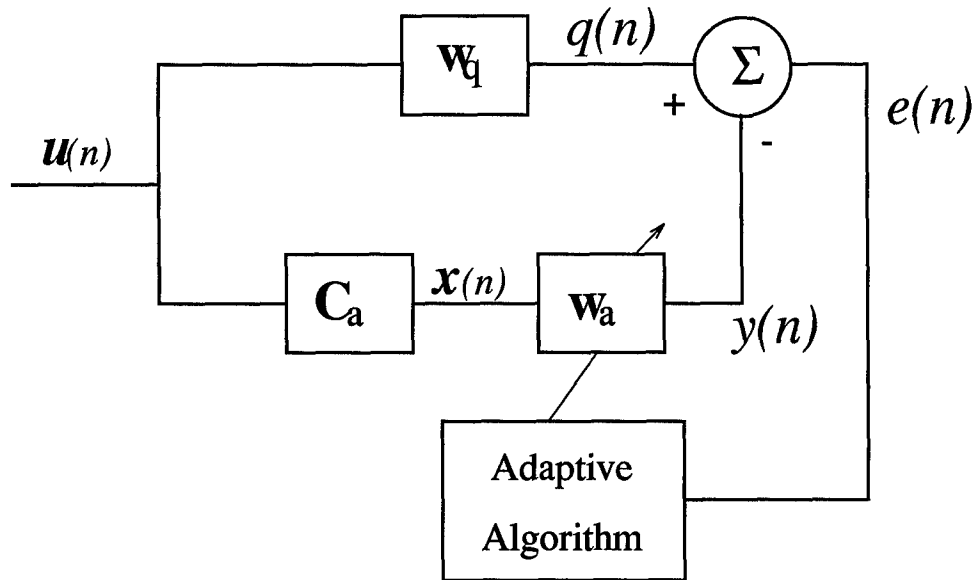 w_q
q(n)
Σ
+
e(n)
-
u(n)
C_a
x(n)
w_a
y(n)
Adaptive
Algorithm